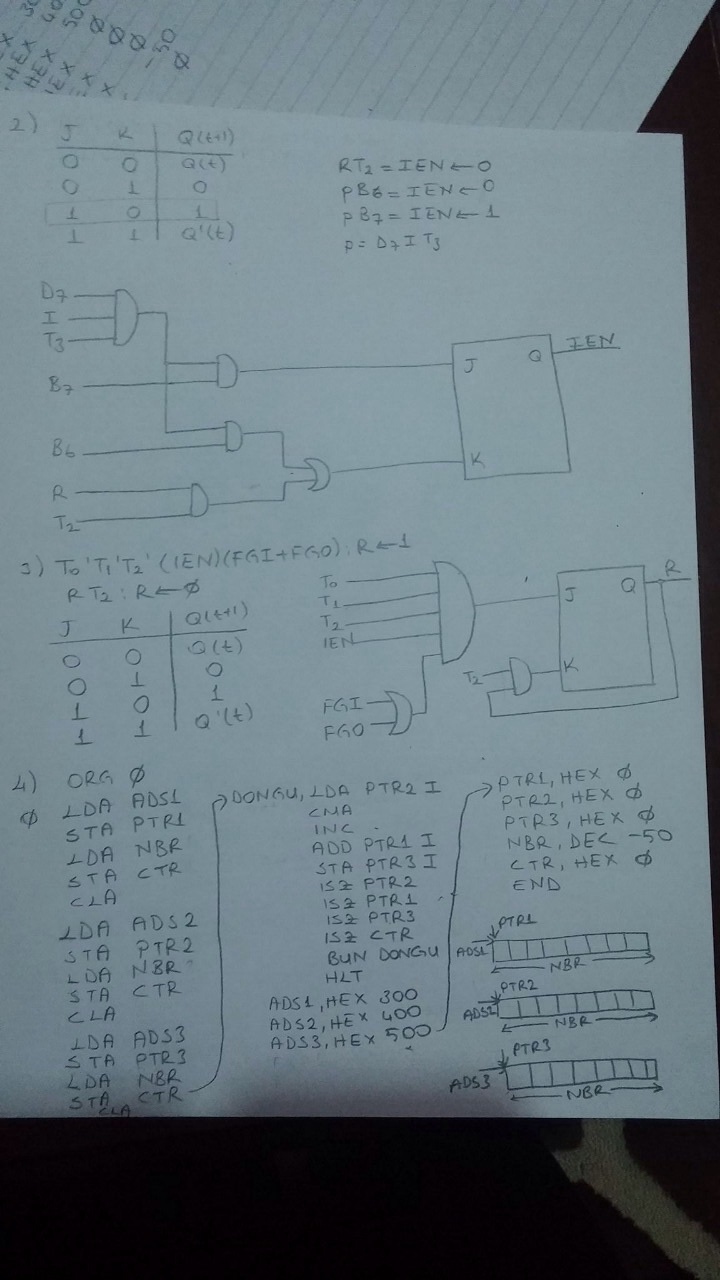 2)
J K Q(t+1)
0 0 Q(t)
0 1 0
1 0 1
1 1 Q'(t)
RT2 = IEN ← 0
pB6 = IEN ← 0
pB7 = IEN ← 1
p = D7 I T3
D7
I
T3
B7
B6
R
T2
J Q IEN
K
3) T0'T1'T2' (IEN)(FGI+FGO): R←1
RT2: R←Ø
J K Q(t+1)
0 0 Q(t)
0 1 0
1 0 1
1 1 Q'(t)
T0
T1
T2
IEN
FGI
FGO
J Q R
T2 K
4) ORG Ø
Ø LDA ADS1
STA PTR1
LDA NBR
STA CTR
CLA
LDA ADS2
STA PTR2
LDA NBR
STA CTR
CLA
LDA ADS3
STA PTR3
LDA NBR
STA CTR
CLA
DONGU, LDA PTR2 I
CMA
INC
ADD PTR1 I
STA PTR3 I
ISZ PTR2
ISZ PTR1
ISZ PTR3
ISZ CTR
BUN DONGU
HLT
ADS1, HEX 300
ADS2, HEX 400
ADS3, HEX 500
PTR1, HEX Ø
PTR2, HEX Ø
PTR3, HEX Ø
NBR, DEC -50
CTR, HEX Ø
END
PTR1
ADS1
NBR
PTR2
ADS2
NBR
PTR3
ADS3
NBR